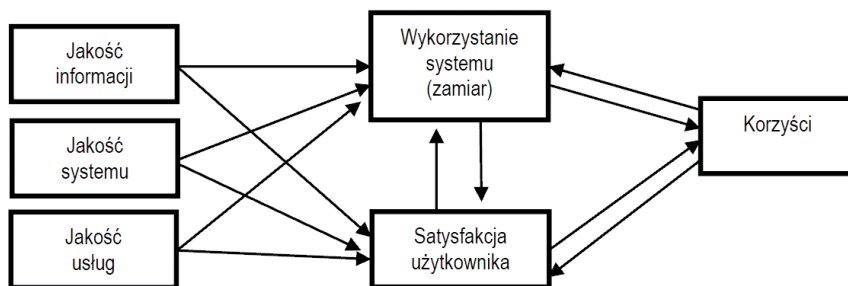 Jakość
informacji
Jakość
systemu
Jakość
usług
Wykorzystanie
systemu
(zamiar)
Satysfakcja
użytkownika
Korzyści